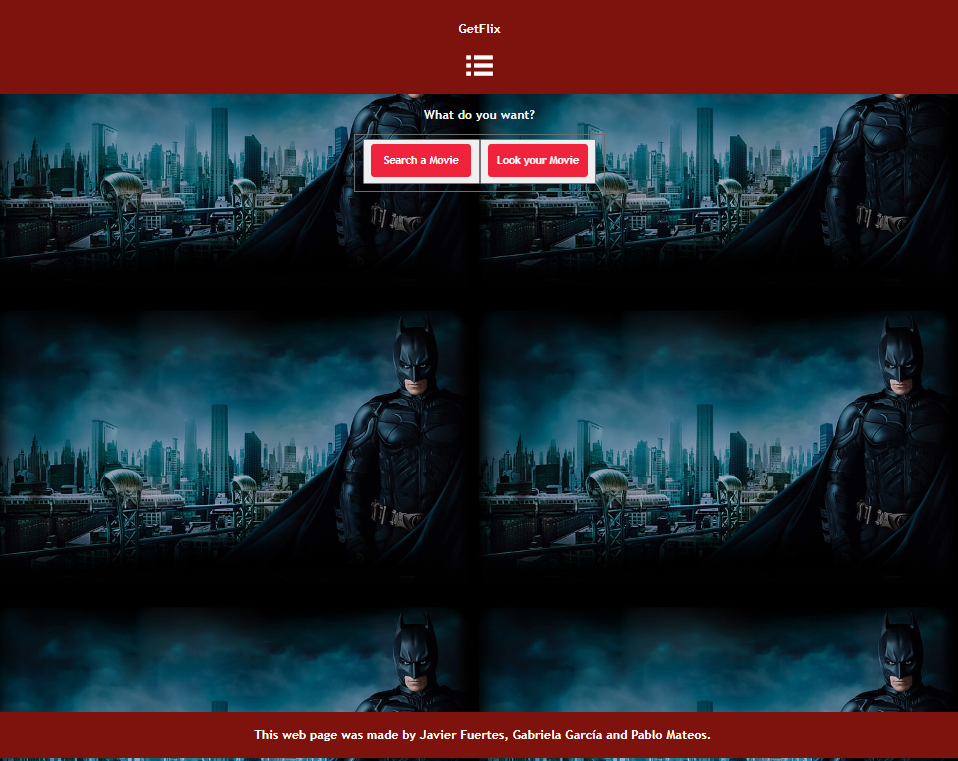 GetFlix
What do you want?
Search a Movie
Look your Movie
This web page was made by Javier Fuertes, Gabriela García and Pablo Mateos.